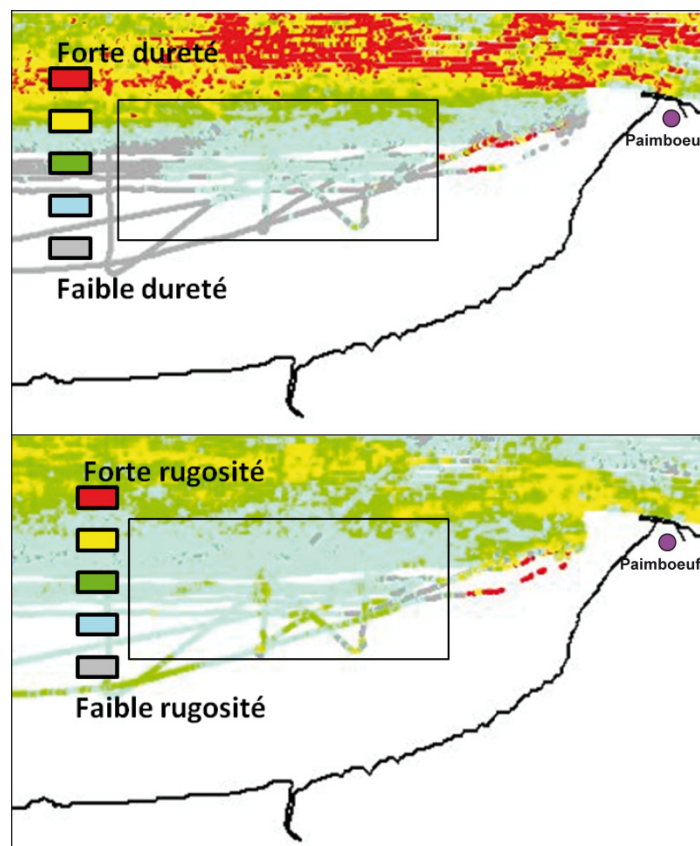 Forte dureté
Paimboeuf
Faible dureté
Forte rugosité
Paimboeuf
Faible rugosité